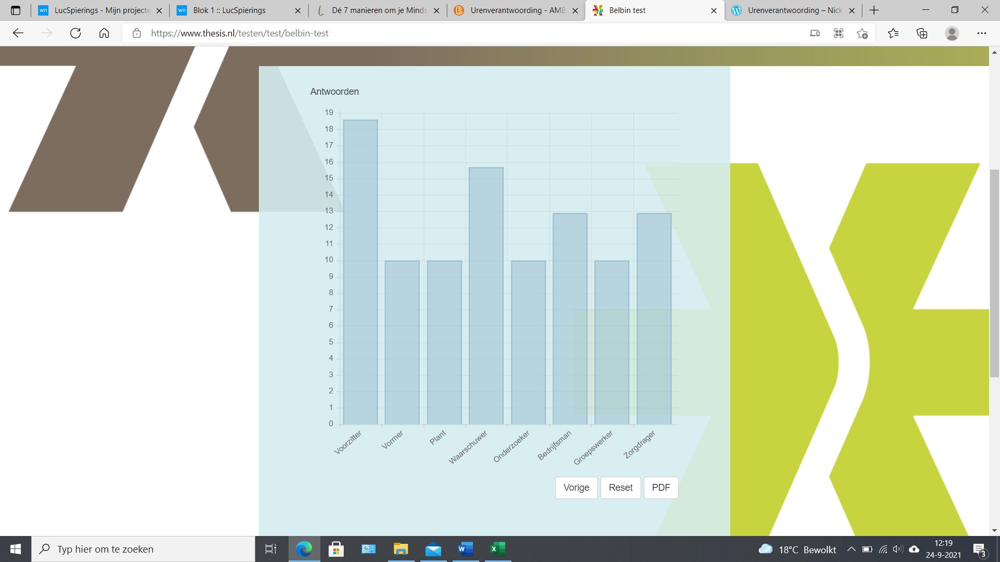 LucSpierings - Mijn projecte
Blok 1 :: LucSpierings
Dé 7 manieren om je Minds
Urenverantwoording - AMB
Belbin test
Urenverantwoording – Nick
https://www.thesis.nl/testen/test/belbin-test
Antwoorden
19
18
17
16
15
14
13
12
11
10
9
8
7
6
5
4
3
2
1
0
Voorzitter
Vormer
Plant
Waarschuwer
Onderzoeker
Bedrijfsman
Groepswerker
Zorgdrager
Vorige
Reset
PDF
Typ hier om te zoeken
18°C Bewolkt
12:19
24-9-2021
3